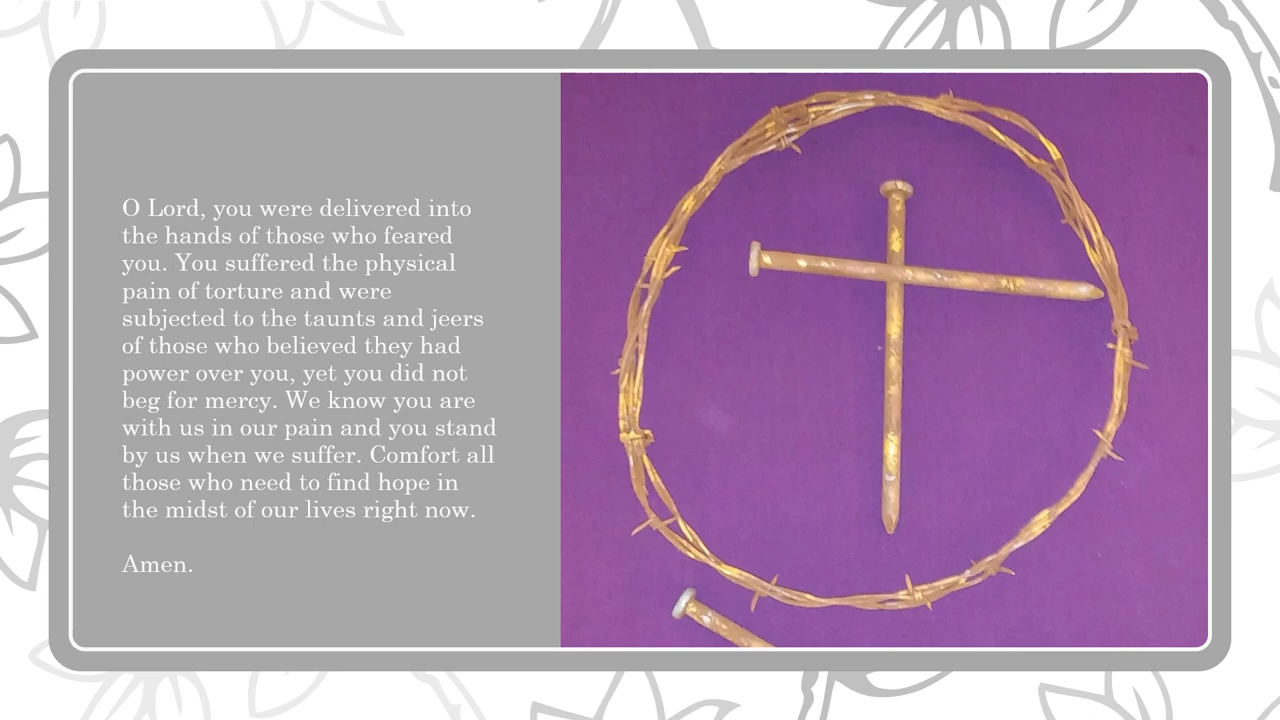 O Lord, you were delivered into
the hands of those who feared
you. You suffered the physical
pain of torture and were
subjected to the taunts and jeers
of those who believed they had
power over you, yet you did not
beg for mercy. We know you are
with us in our pain and you stand
by us when we suffer. Comfort all
those who need to find hope in
the midst of our lives right now.
Amen.